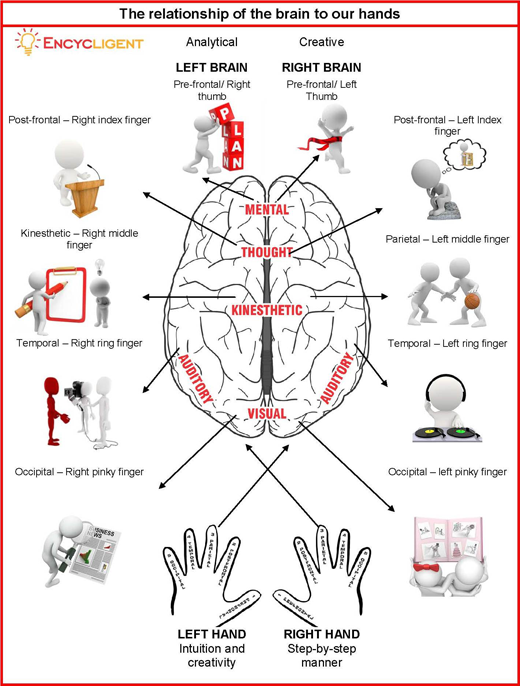 The relationship of the brain to our hands
ENCYCLIGENT
Analytical
Creative
LEFT BRAIN
RIGHT BRAIN
Pre-frontal/ Right
thumb
Pre-frontal/ Left
Thumb
Post-frontal – Right index finger
Post-frontal – Left Index
finger
PLAN
PLAN
MENTAL
THOUGHT
Kinesthetic – Right middle
finger
Parietal – Left middle finger
KINESTHETIC
Temporal – Right ring finger
Temporal – Left ring finger
AUDITORY
AUDITORY
VISUAL
Occipital – Right pinky finger
Occipital – left pinky finger
BUSINESS
NEWS
LEFT HAND
Intuition and
creativity
RIGHT HAND
Step-by-step
manner